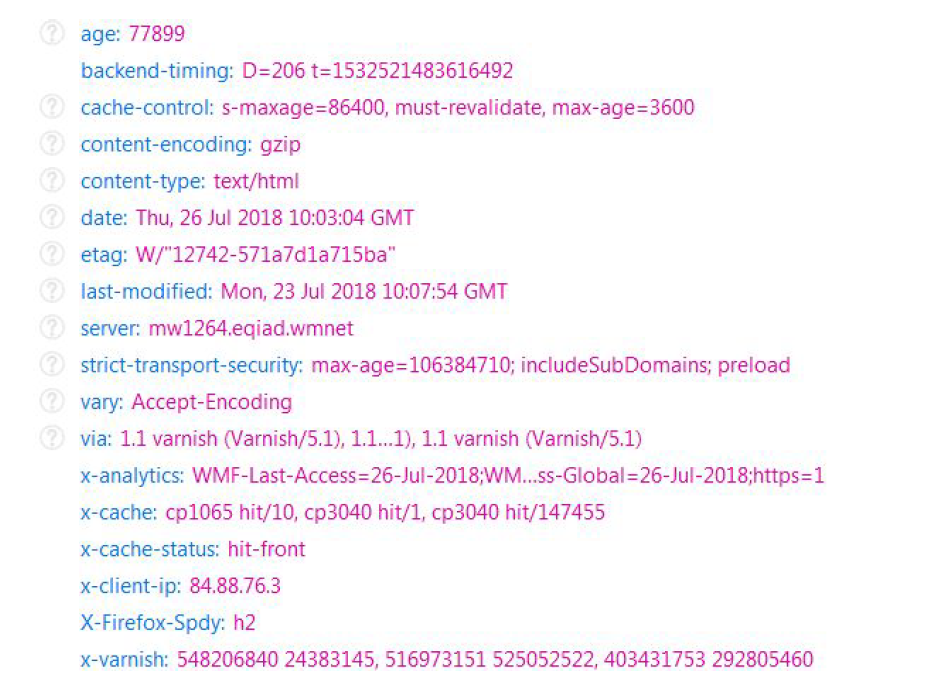 age: 77899
backend-timing: D=206 t=1532521483616492
cache-control: s-maxage=86400, must-revalidate, max-age=3600
content-encoding: gzip
content-type: text/html
date: Thu, 26 Jul 2018 10:03:04 GMT
etag: W/"12742-571a7d1a715ba"
last-modified: Mon, 23 Jul 2018 10:07:54 GMT
server: mw1264.eqiad.wmnet
strict-transport-security: max-age=106384710; includeSubDomains; preload
vary: Accept-Encoding
via: 1.1 varnish (Varnish/5.1), 1.1...1), 1.1 varnish (Varnish/5.1)
x-analytics: WMF-Last-Access=26-Jul-2018;WM...ss-Global=26-Jul-2018;https=1
x-cache: cp1065 hit/10, cp3040 hit/1, cp3040 hit/147455
x-cache-status: hit-front
x-client-ip: 84.88.76.3
X-Firefox-Spdy: h2
x-varnish: 548206840 24383145, 516973151 525052522, 403431753 292805460